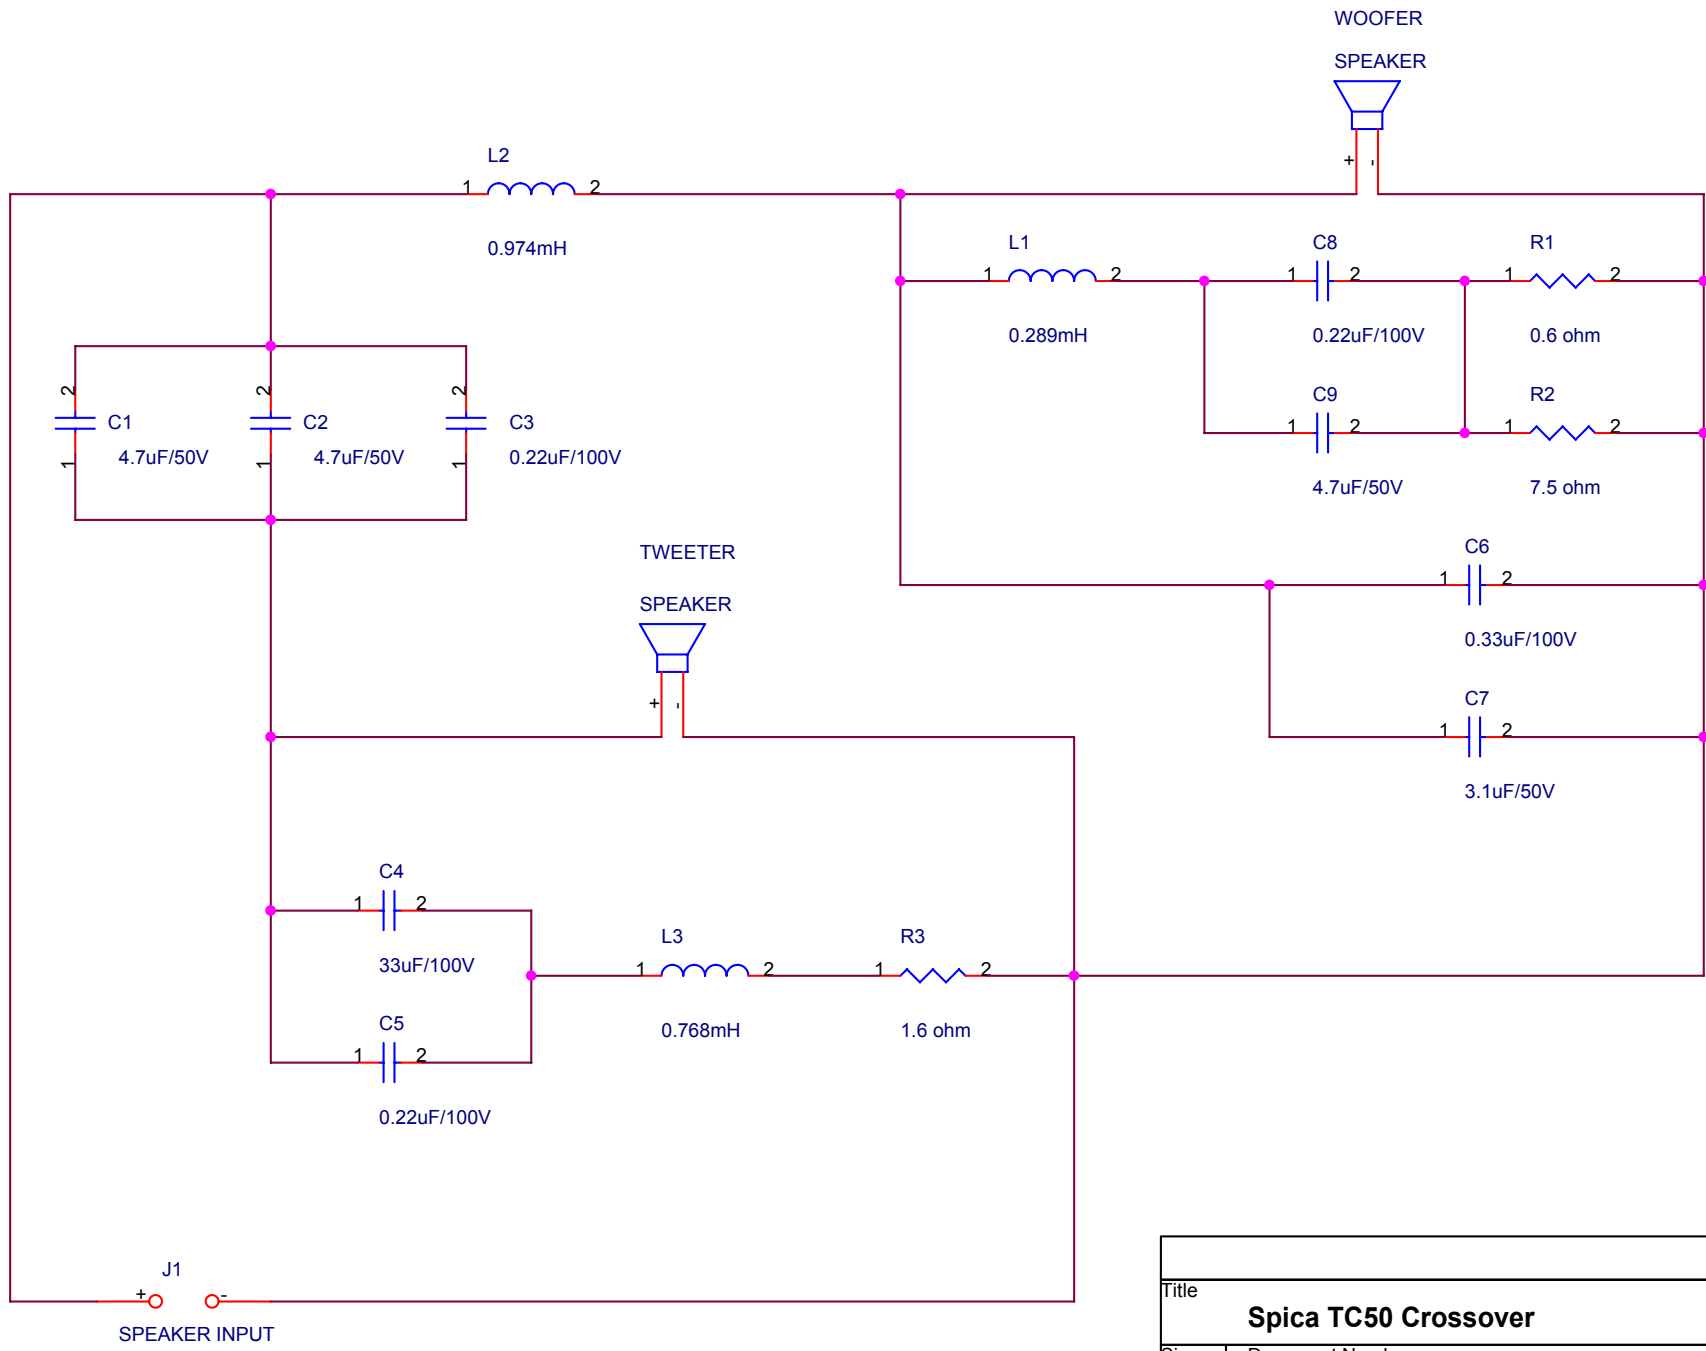 WOOFER
SPEAKER
+ -
L2
1 2
0.974mH
L1
1 2
0.289mH
C8
1 2
0.22uF/100V
R1
1 2
0.6 ohm
C9
1 2
4.7uF/50V
R2
1 2
7.5 ohm
2
C1
4.7uF/50V
1
2
C2
4.7uF/50V
1
2
C3
0.22uF/100V
1
C6
1 2
0.33uF/100V
C7
1 2
3.1uF/50V
TWEETER
SPEAKER
+ -
C4
1 2
33uF/100V
L3
1 2
0.768mH
R3
1 2
1.6 ohm
C5
1 2
0.22uF/100V
J1
+ -
SPEAKER INPUT
Title
Spica TC50 Crossover